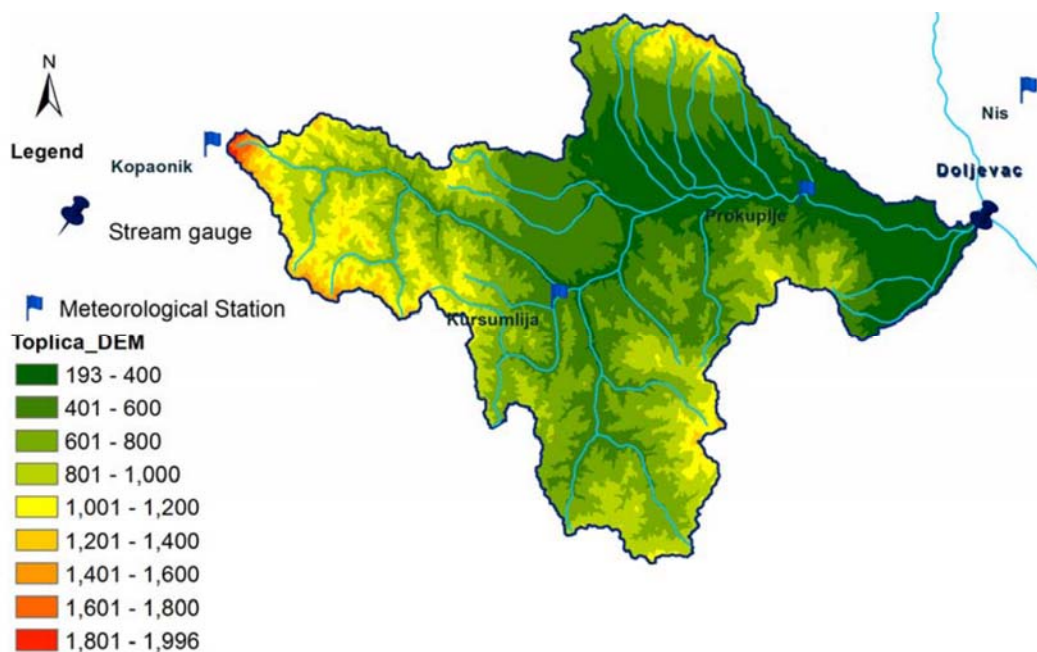 N
Legend
Stream gauge
Meteorological Station
Toplica_DEM
193 - 400
401 - 600
601 - 800
801 - 1,000
1,001 - 1,200
1,201 - 1,400
1,401 - 1,600
1,601 - 1,800
1,801 - 1,996
Kopaonik
Kursumlija
Prokuplje
Nis
Doljevac